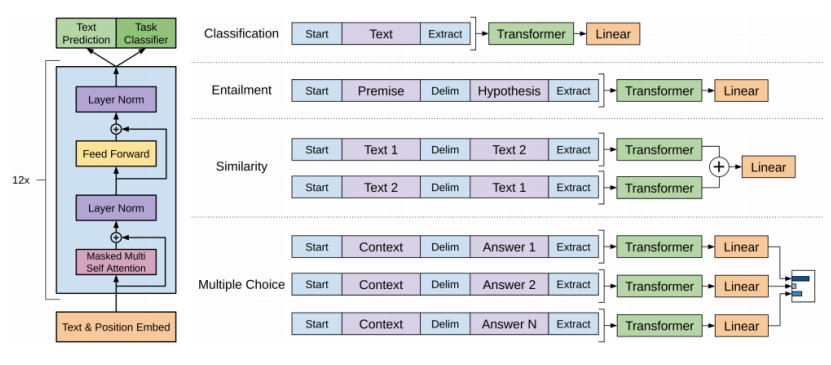 Text
Prediction
Task
Classifier
Layer Norm
+
Feed Forward
12x
Layer Norm
+
Masked Multi
Self Attention
Text & Position Embed
Classification
Start Text Extract Transformer Linear
Entailment
Start Premise Delim Hypothesis Extract Transformer Linear
Similarity
Start Text 1 Delim Text 2 Extract Transformer
+ Linear
Start Text 2 Delim Text 1 Extract Transformer
Multiple Choice
Start Context Delim Answer 1 Extract Transformer Linear
Start Context Delim Answer 2 Extract Transformer Linear
Start Context Delim Answer N Extract Transformer Linear